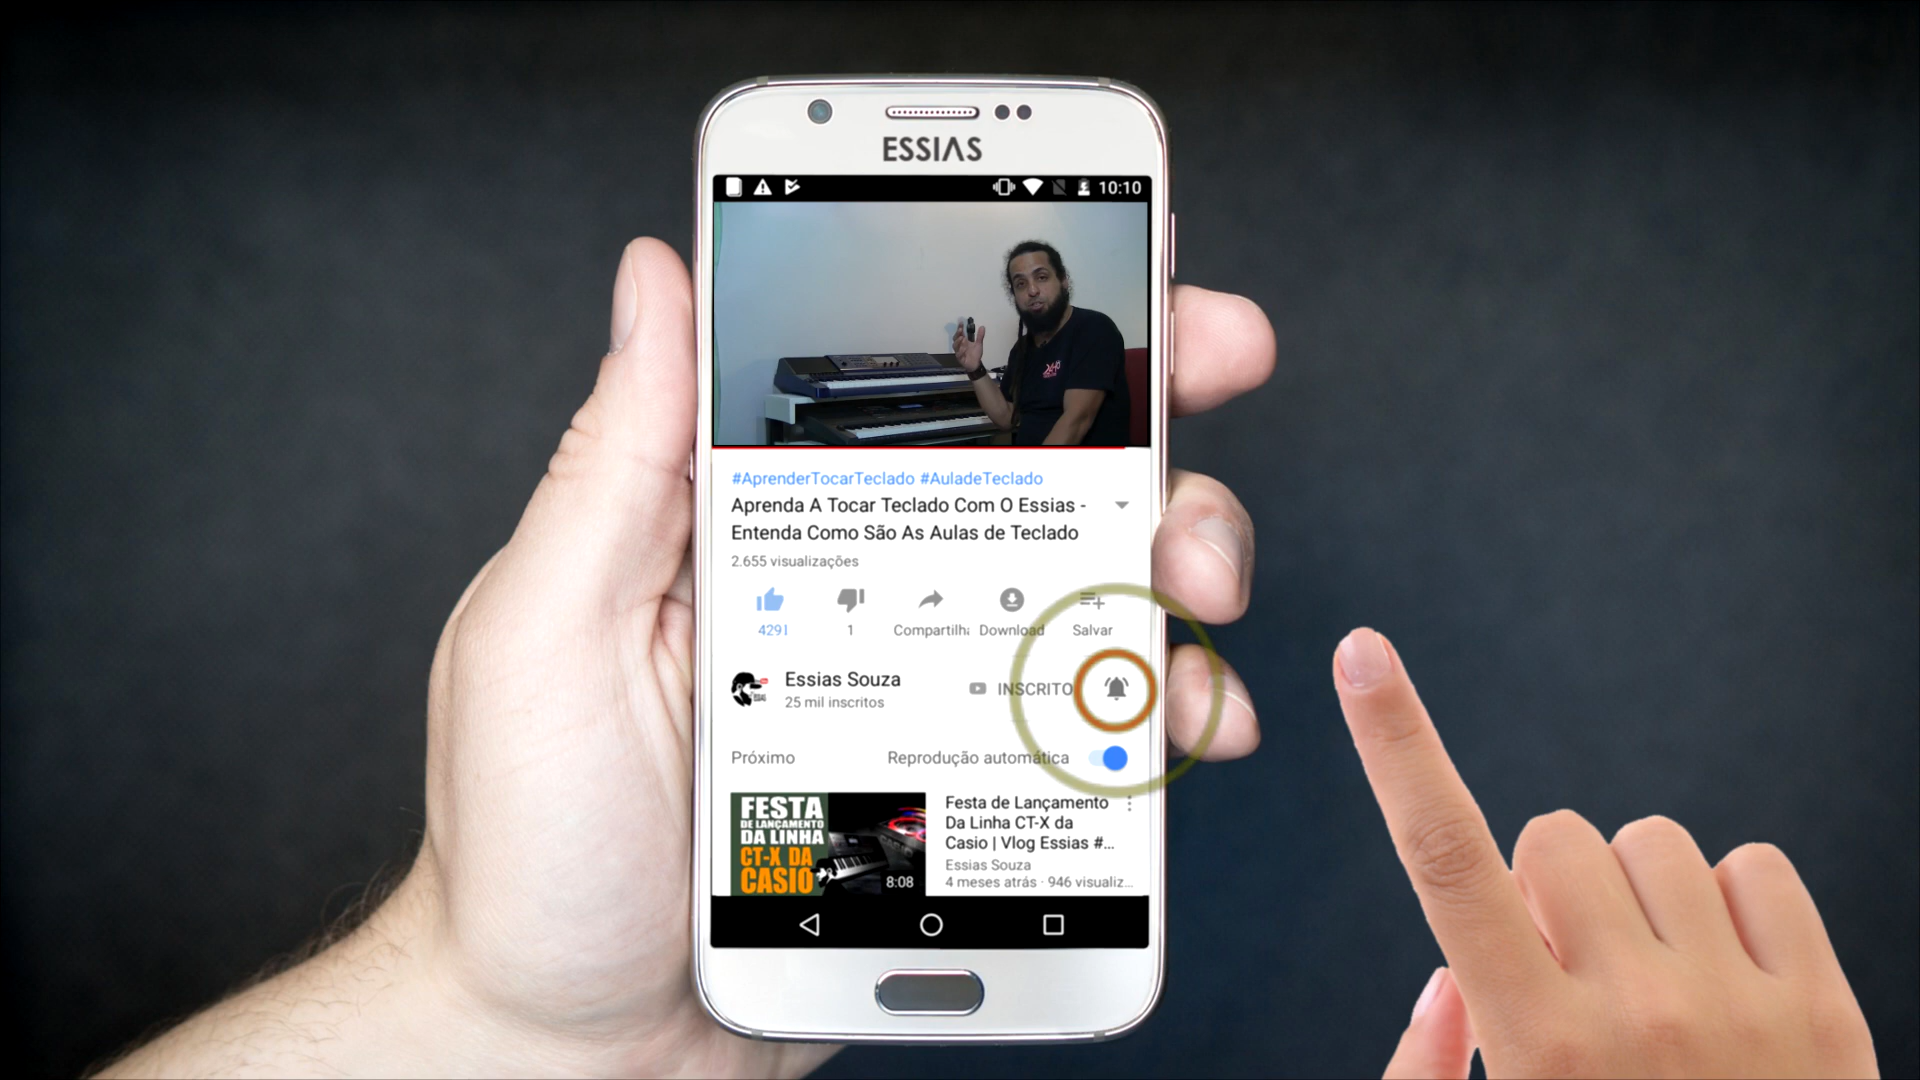 ESSIAS
10:10
#AprenderTocarTeclado #AuladeTeclado
Aprenda A Tocar Teclado Com O Essias -
Entenda Como São As Aulas de Teclado
2.655 visualizações
4291
1
Compartilh
Download
Salvar
Essias Souza
25 mil inscritos
INSCRITO
Próximo
Reprodução automática
FESTA
DE LANÇAMENTO
DA LINHA
CT-X DA
CASIO
8:08
Festa de Lançamento
Da Linha CT-X da
Casio | Vlog Essias #...
Essias Souza
4 meses atrás · 946 visualiz...